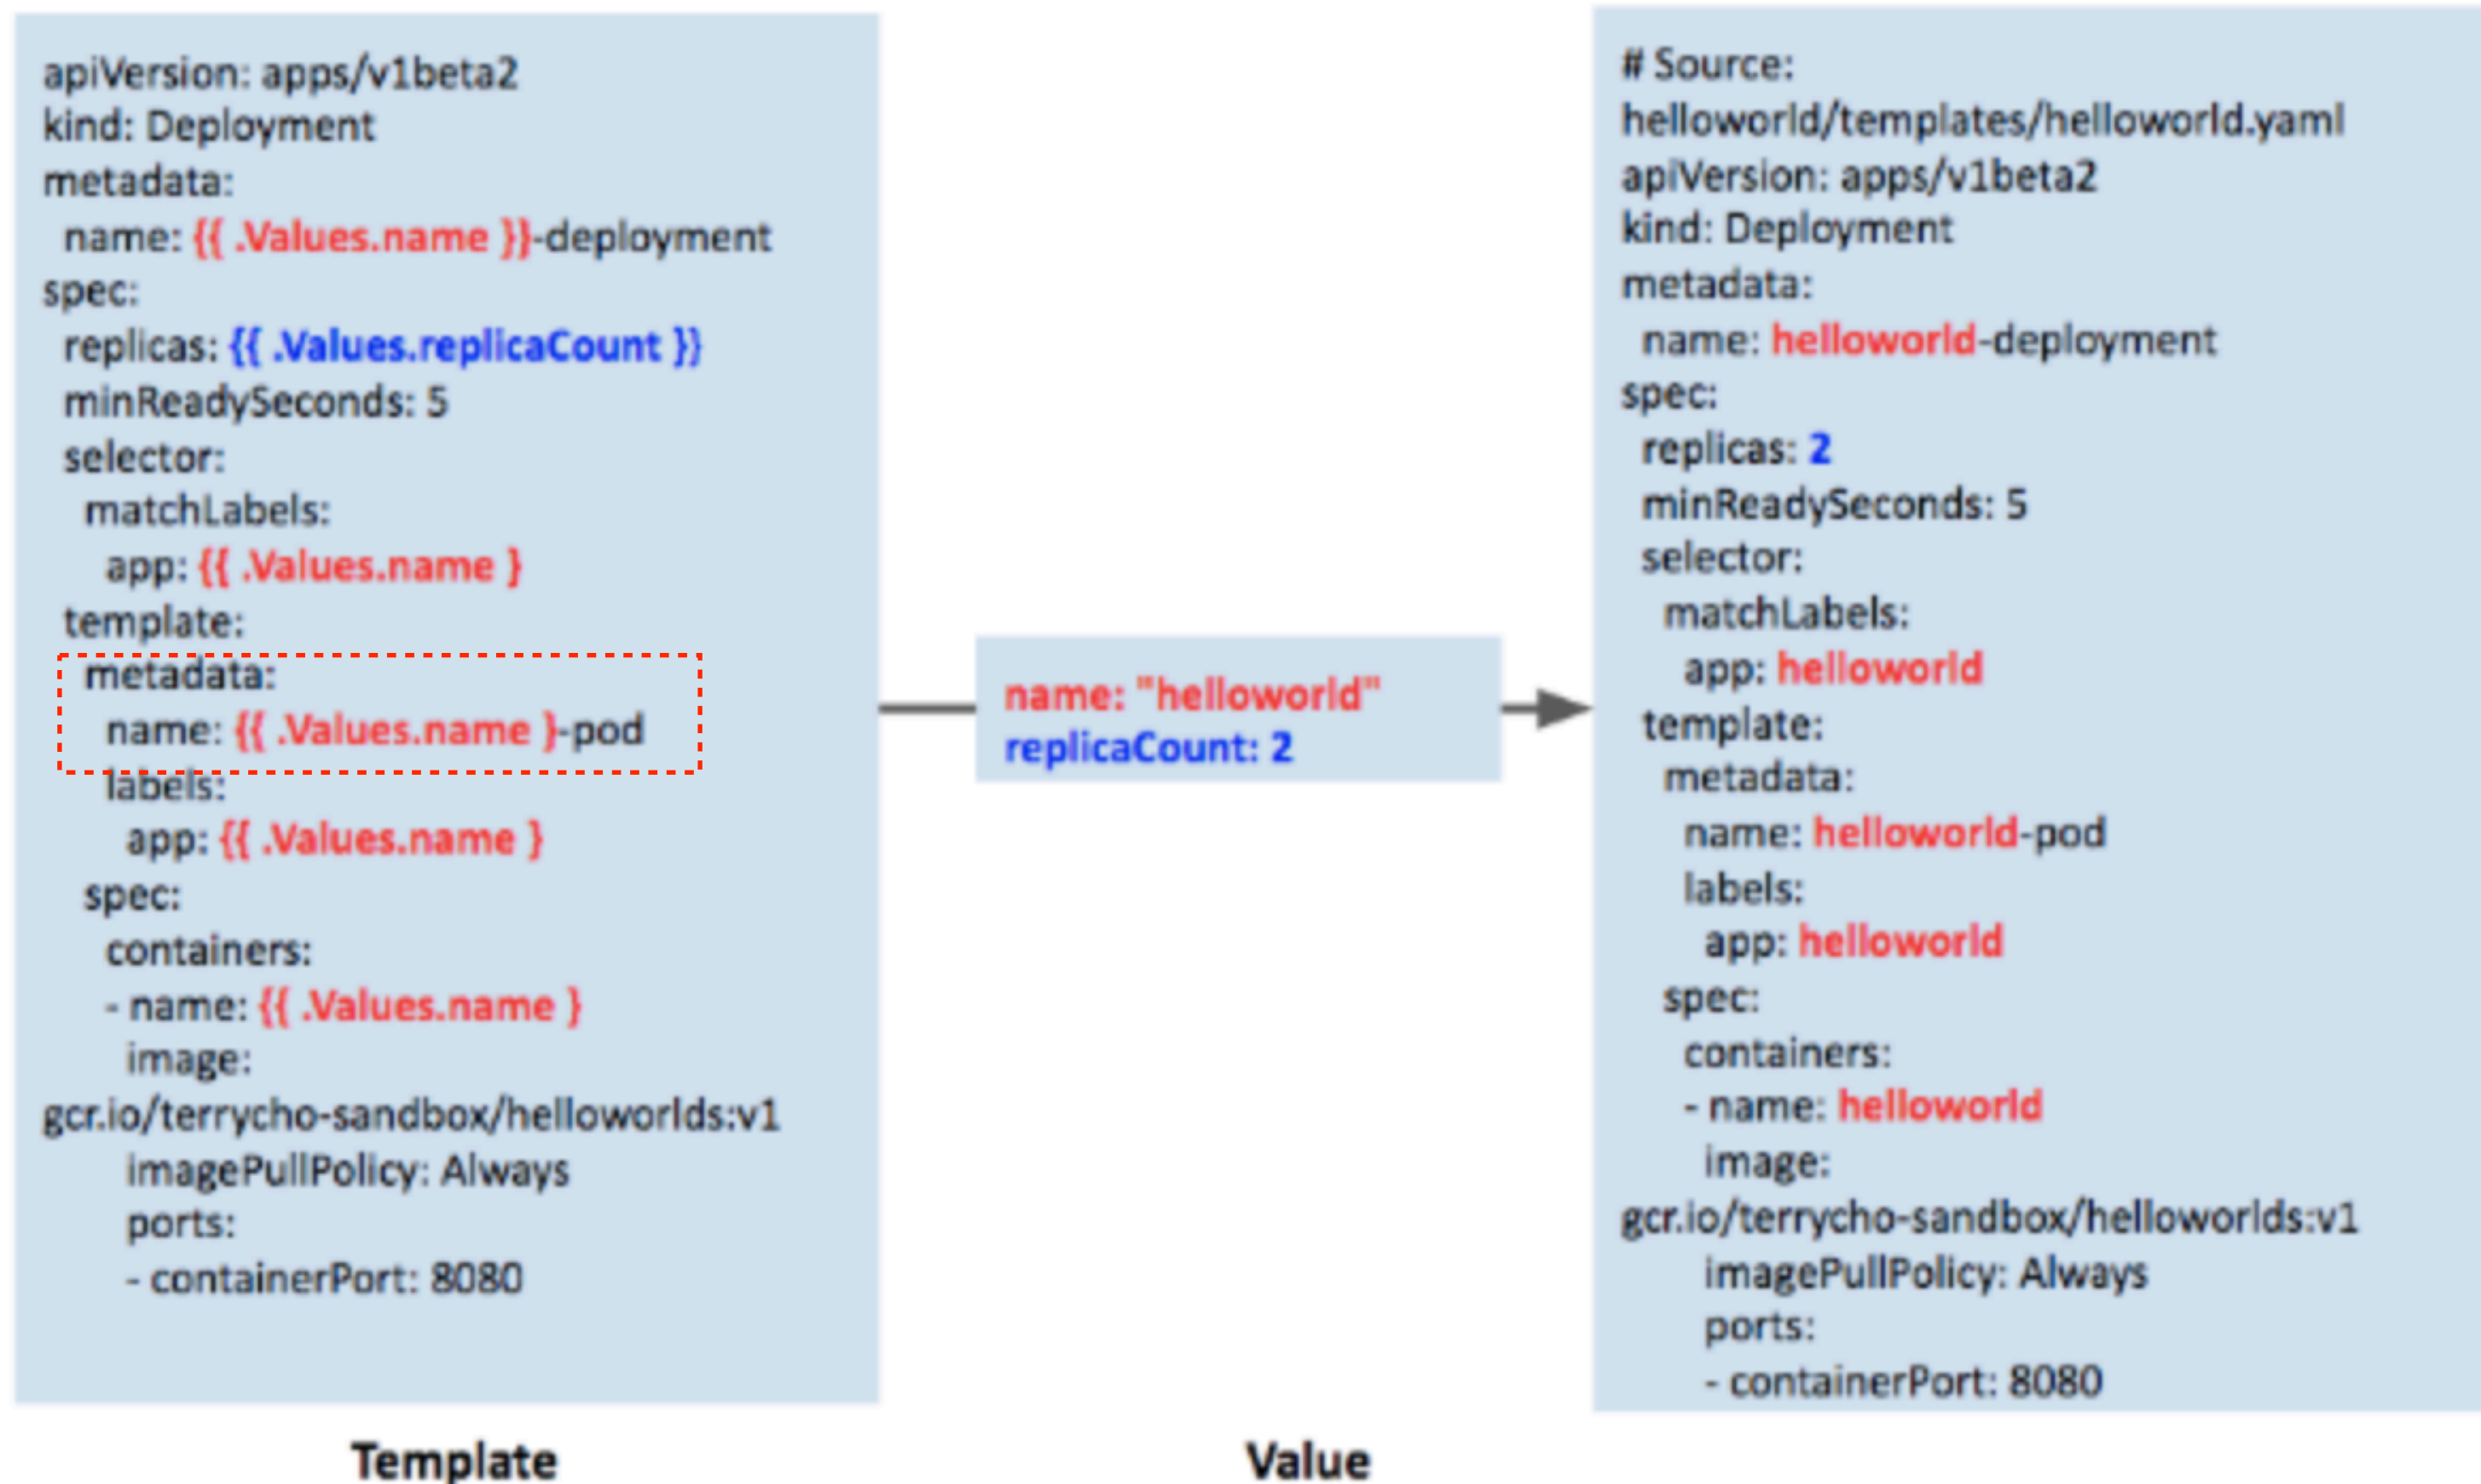 apiVersion: apps/v1beta2
kind: Deployment
metadata:
  name: {{ .Values.name }}-deployment
spec:
  replicas: {{ .Values.replicaCount }}
  minReadySeconds: 5
  selector:
    matchLabels:
      app: {{ .Values.name }
  template:
    metadata:
      name: {{ .Values.name }-pod
      labels:
        app: {{ .Values.name }
    spec:
      containers:
      - name: {{ .Values.name }
        image:
gcr.io/terrycho-sandbox/helloworlds:v1
        imagePullPolicy: Always
        ports:
        - containerPort: 8080
Template
name: "helloworld"
replicaCount: 2
Value
# Source:
helloworld/templates/helloworld.yaml
apiVersion: apps/v1beta2
kind: Deployment
metadata:
  name: helloworld-deployment
spec:
  replicas: 2
  minReadySeconds: 5
  selector:
    matchLabels:
      app: helloworld
  template:
    metadata:
      name: helloworld-pod
      labels:
        app: helloworld
    spec:
      containers:
      - name: helloworld
        image:
gcr.io/terrycho-sandbox/helloworlds:v1
        imagePullPolicy: Always
        ports:
        - containerPort: 8080